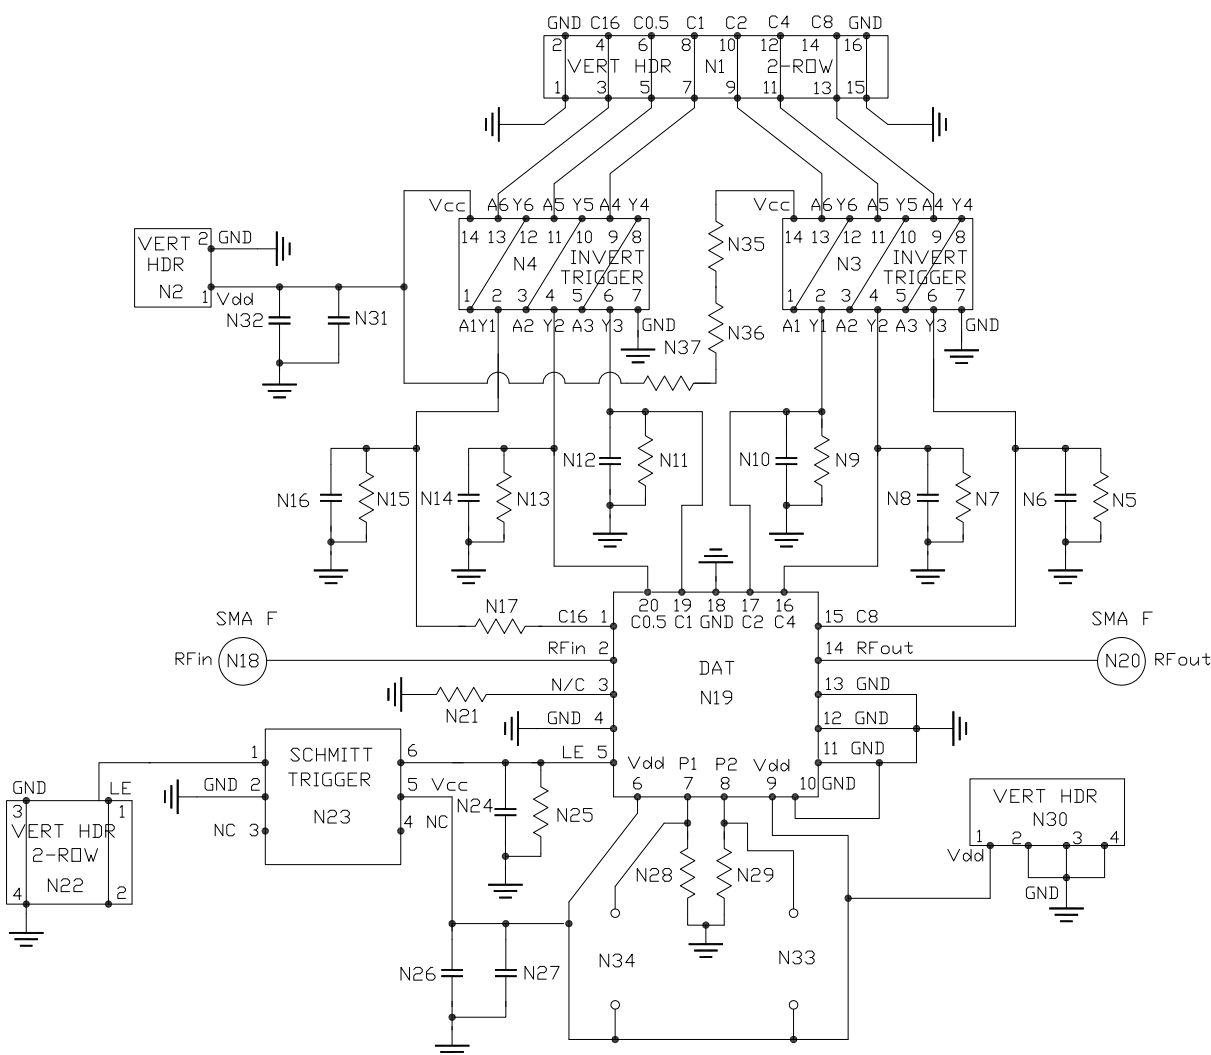 GND C16 C0.5 C1 C2 C4 C8 GND
2 4 6 8 10 12 14 16
VERT HDR N1 2-ROW
1 3 5 7 9 11 13 15
Vcc A6 Y6 A5 Y5 A4 Y4
14 13 12 11 10 9 8
N4 INVERT
TRIGGER
1 2 3 4 5 6 7
A1 Y1 A2 Y2 A3 Y3 GND
Vcc A6 Y6 A5 Y5 A4 Y4
14 13 12 11 10 9 8
N3 INVERT
TRIGGER
1 2 3 4 5 6 7
A1 Y1 A2 Y2 A3 Y3 GND
N35
N36
N37
VERT 2 GND
HDR
N2
1 Vdd
N32 N31
N16 N15 N14 N13
N12 N11 N10 N9
N8 N7 N6 N5
20 19 18 17 16
C0.5 C1 GND C2 C4
N17
C16 1
15 C8
SMA F
RFin N18
RFin 2
14 RFout
SMA F
N20 RFout
DAT
N19
N21
N/C 3
13 GND
GND 4
12 GND
LE 5
11 GND
Vdd P1 P2 Vdd
6 7 8 9 10 GND
1 SCHMITT 6
TRIGGER
GND 2
5 Vcc
N23
NC 3
4 NC
GND LE
3 1
VERT HDR
2-ROW
N22
4 2
N24 N25
N28 N29
N26 N27
N34 N33
VERT HDR
N30
1 2 3 4
Vdd
GND